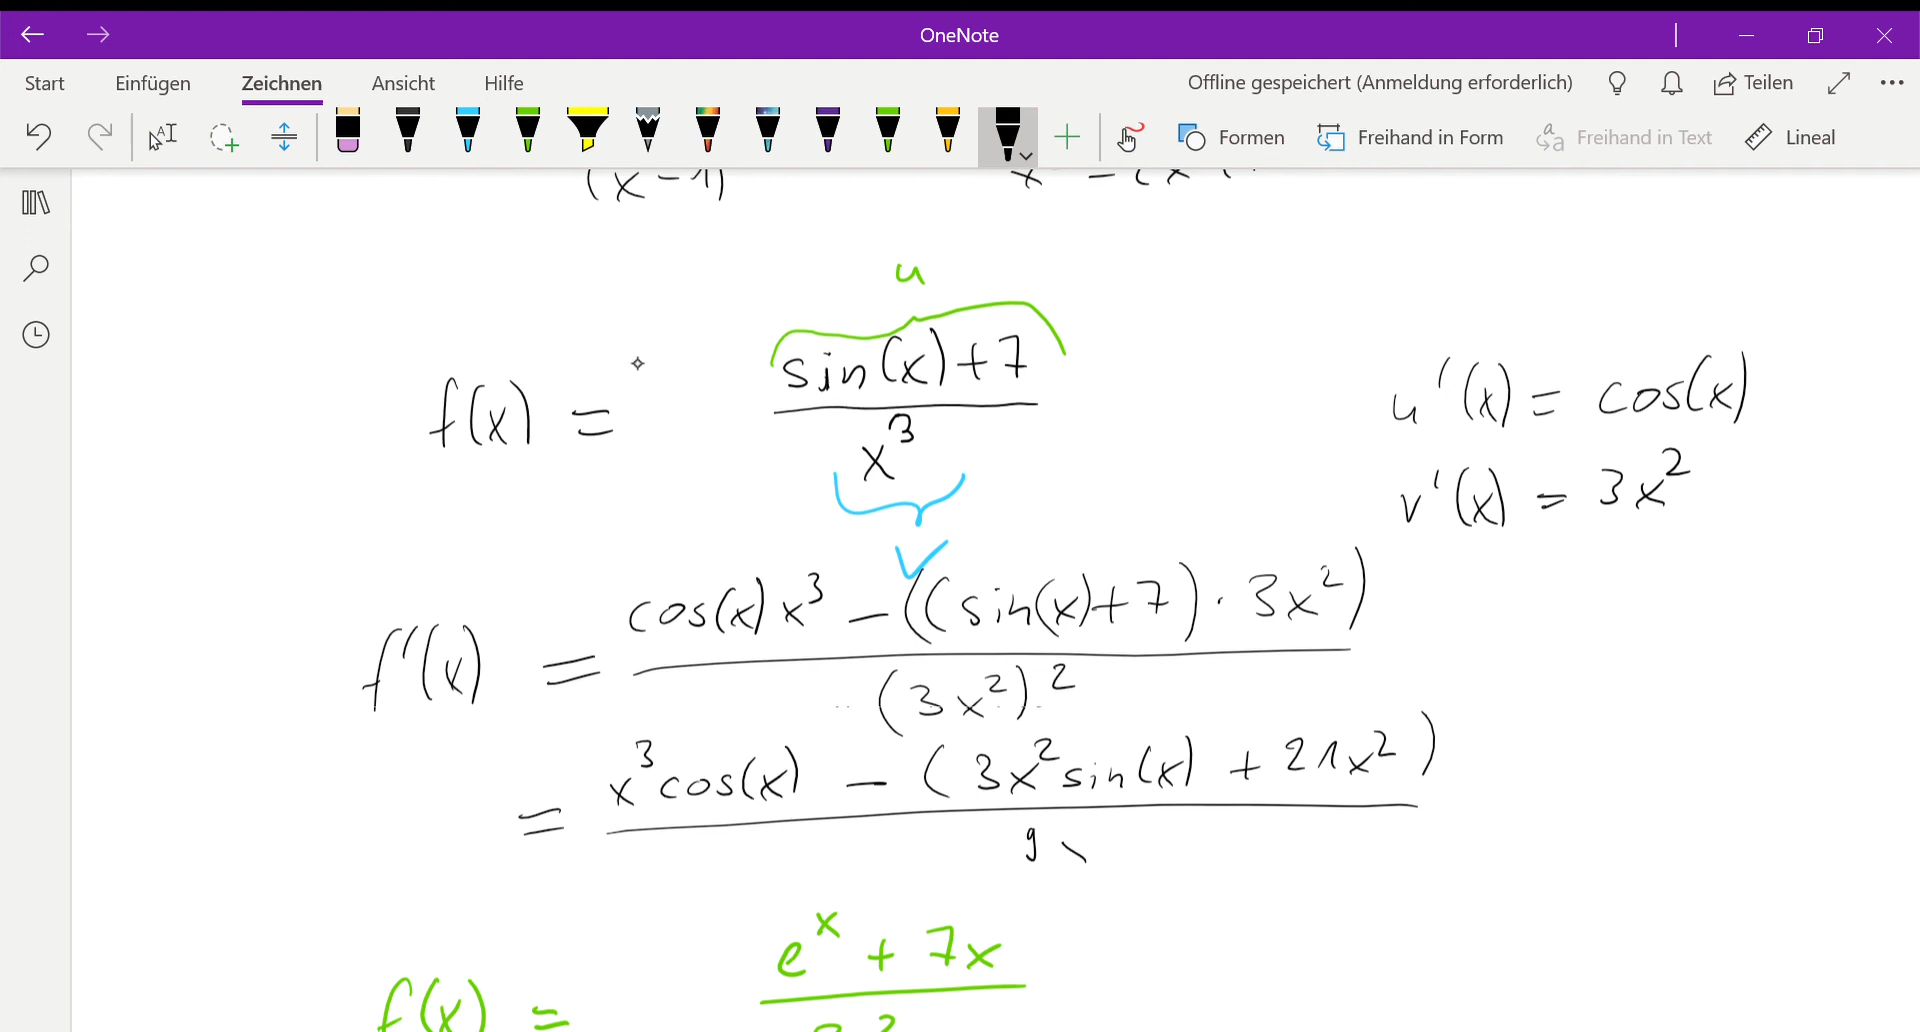 OneNote
Start Einfügen Zeichnen Ansicht Hilfe Offline gespeichert (Anmeldung erforderlich) Teilen
Formen Freihand in Form Freihand in Text Lineal
(x-1)
u
f(x) = (sin(x)+7)/x³
u'(x) = cos(x)
v'(x) = 3x²
v
f'(x) = (cos(x) x³ - ((sin(x)+7) · 3x²))/(3x²)²
= (x³cos(x) - (3x²sin(x) + 21x²))/9
f(x) = e^x + 7x